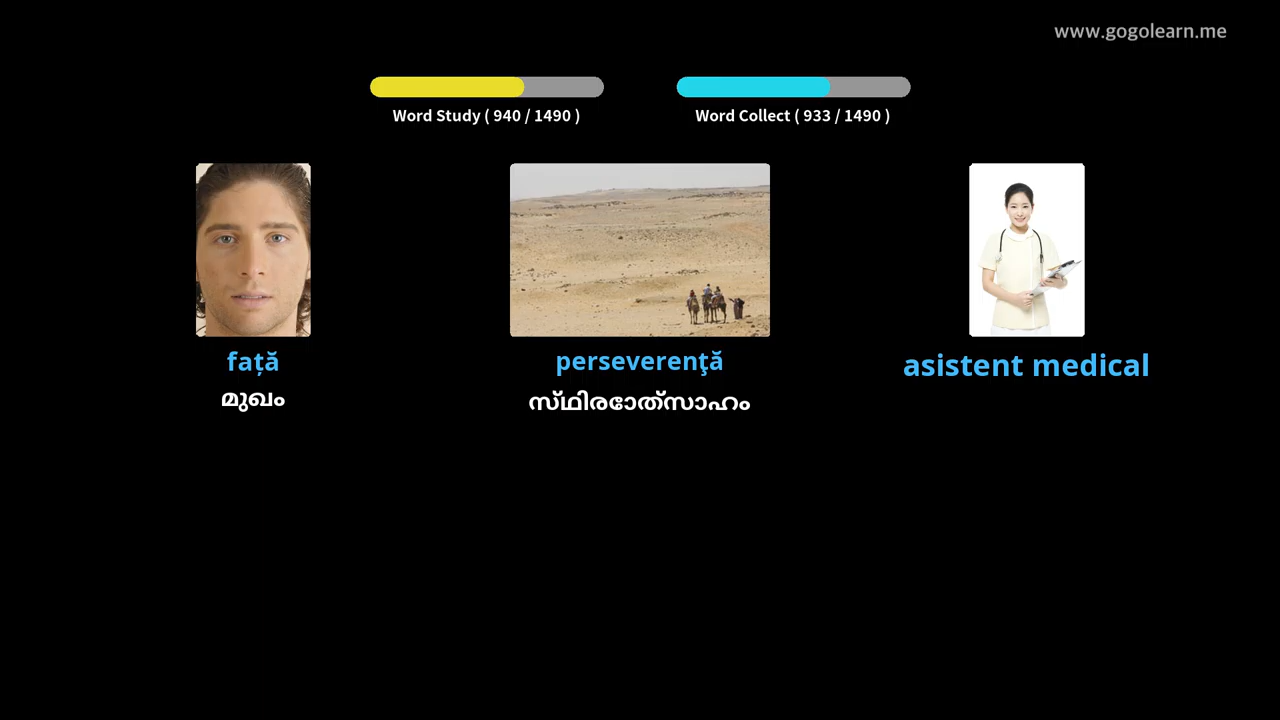 www.gogolearn.me
Word Study ( 940 / 1490 )
Word Collect ( 933 / 1490 )
față
perseverenţă
asistent medical
മുഖം
സ്ഥിരോത്സാഹം